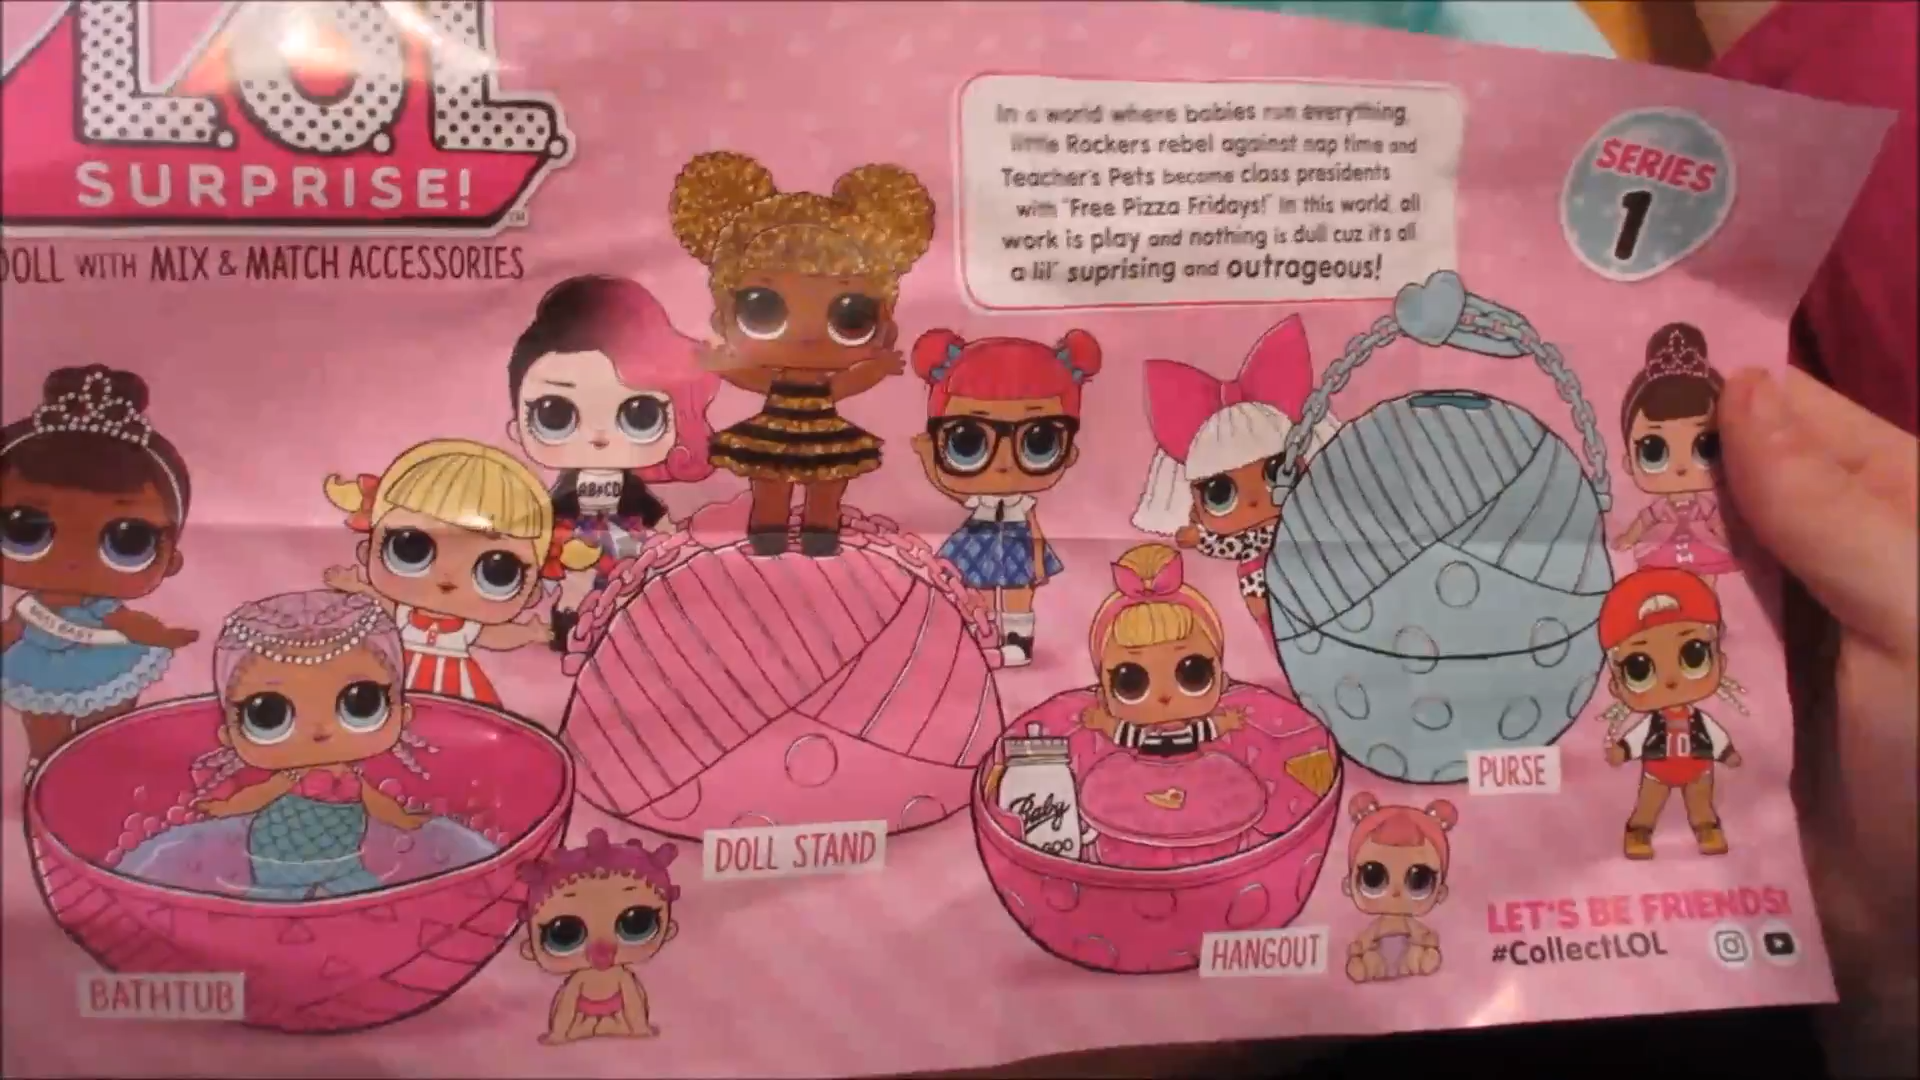 L.O.L.
SURPRISE!
DOLL WITH MIX & MATCH ACCESSORIES
In a world where babies run everything,
little Rockers rebel against nap time and
Teacher's Pets become class presidents
with "Free Pizza Fridays!" In this world, all
work is play and nothing is dull cuz it's all
a lil' suprising and outrageous!
SERIES
1
BATHTUB
DOLL STAND
HANGOUT
PURSE
Baby
LET'S BE FRIENDS!
#CollectLOL